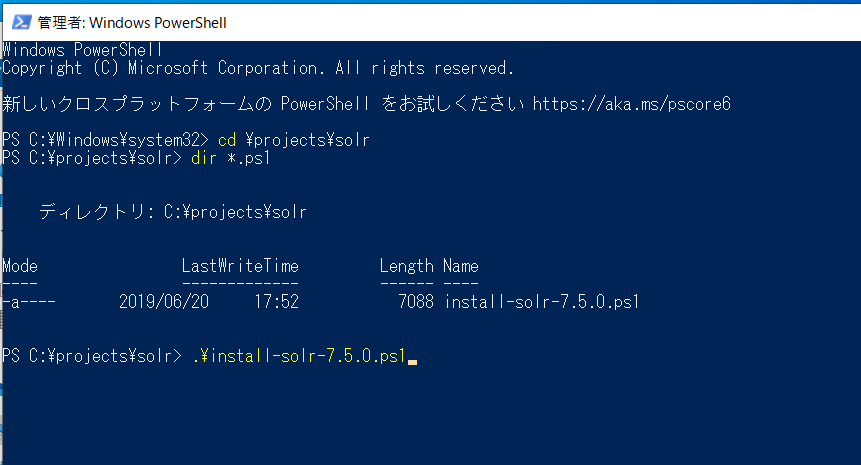 管理者: Windows PowerShell
Windows PowerShell
Copyright (C) Microsoft Corporation. All rights reserved.
新しいクロスプラットフォームの PowerShell をお試しください https://aka.ms/pscore6
PS C:¥Windows¥system32> cd ¥projects¥solr
PS C:¥projects¥solr> dir *.ps1
ディレクトリ: C:¥projects¥solr
Mode                LastWriteTime         Length Name
----                -------------         ------ ----
-a----       2019/06/20     17:52           7088 install-solr-7.5.0.ps1
PS C:¥projects¥solr> .¥install-solr-7.5.0.ps1